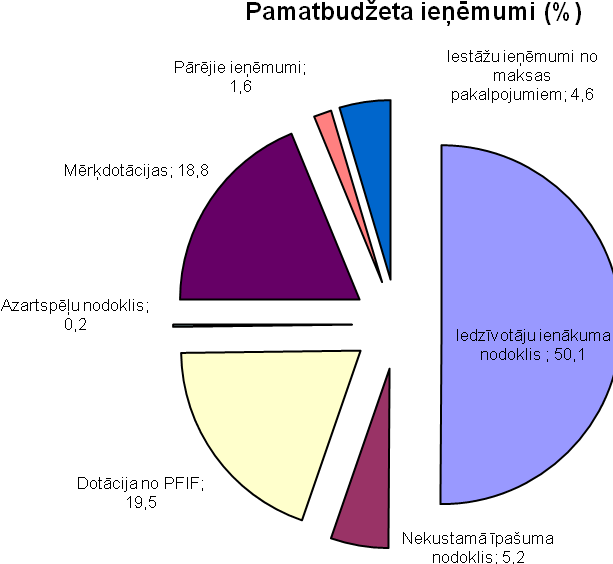 Pamatbudžeta ieņēmumi (%)
Iestāžu ieņēmumi no
maksas
pakalpojumiem; 4,6
Pārējie ieņēmumi;
1,6
Mērķdotācijas; 18,8
Azartspēļu nodoklis;
0,2
Iedzīvotāju ienākuma
nodoklis ; 50,1
Dotācija no PFIF;
19,5
Nekustamā īpašuma
nodoklis; 5,2